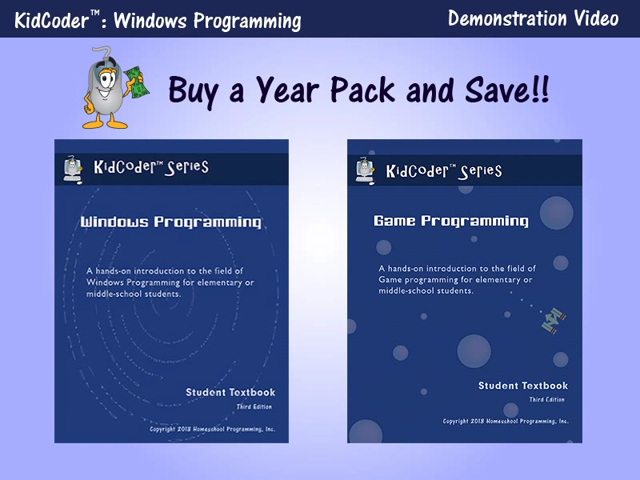 KidCoder™: Windows Programming
Demonstration Video
Buy a Year Pack and Save!!
KidCoder™ Series
Windows Programming
A hands-on introduction to the field of
Windows Programming for elementary or
middle-school students.
Student Textbook
Third Edition
Copyright 2013 Homeschool Programming, Inc.
KidCoder™ Series
Game Programming
A hands-on introduction to the field of
Game programming for elementary or
middle-school students.
Student Textbook
Third Edition
Copyright 2013 Homeschool Programming, Inc.